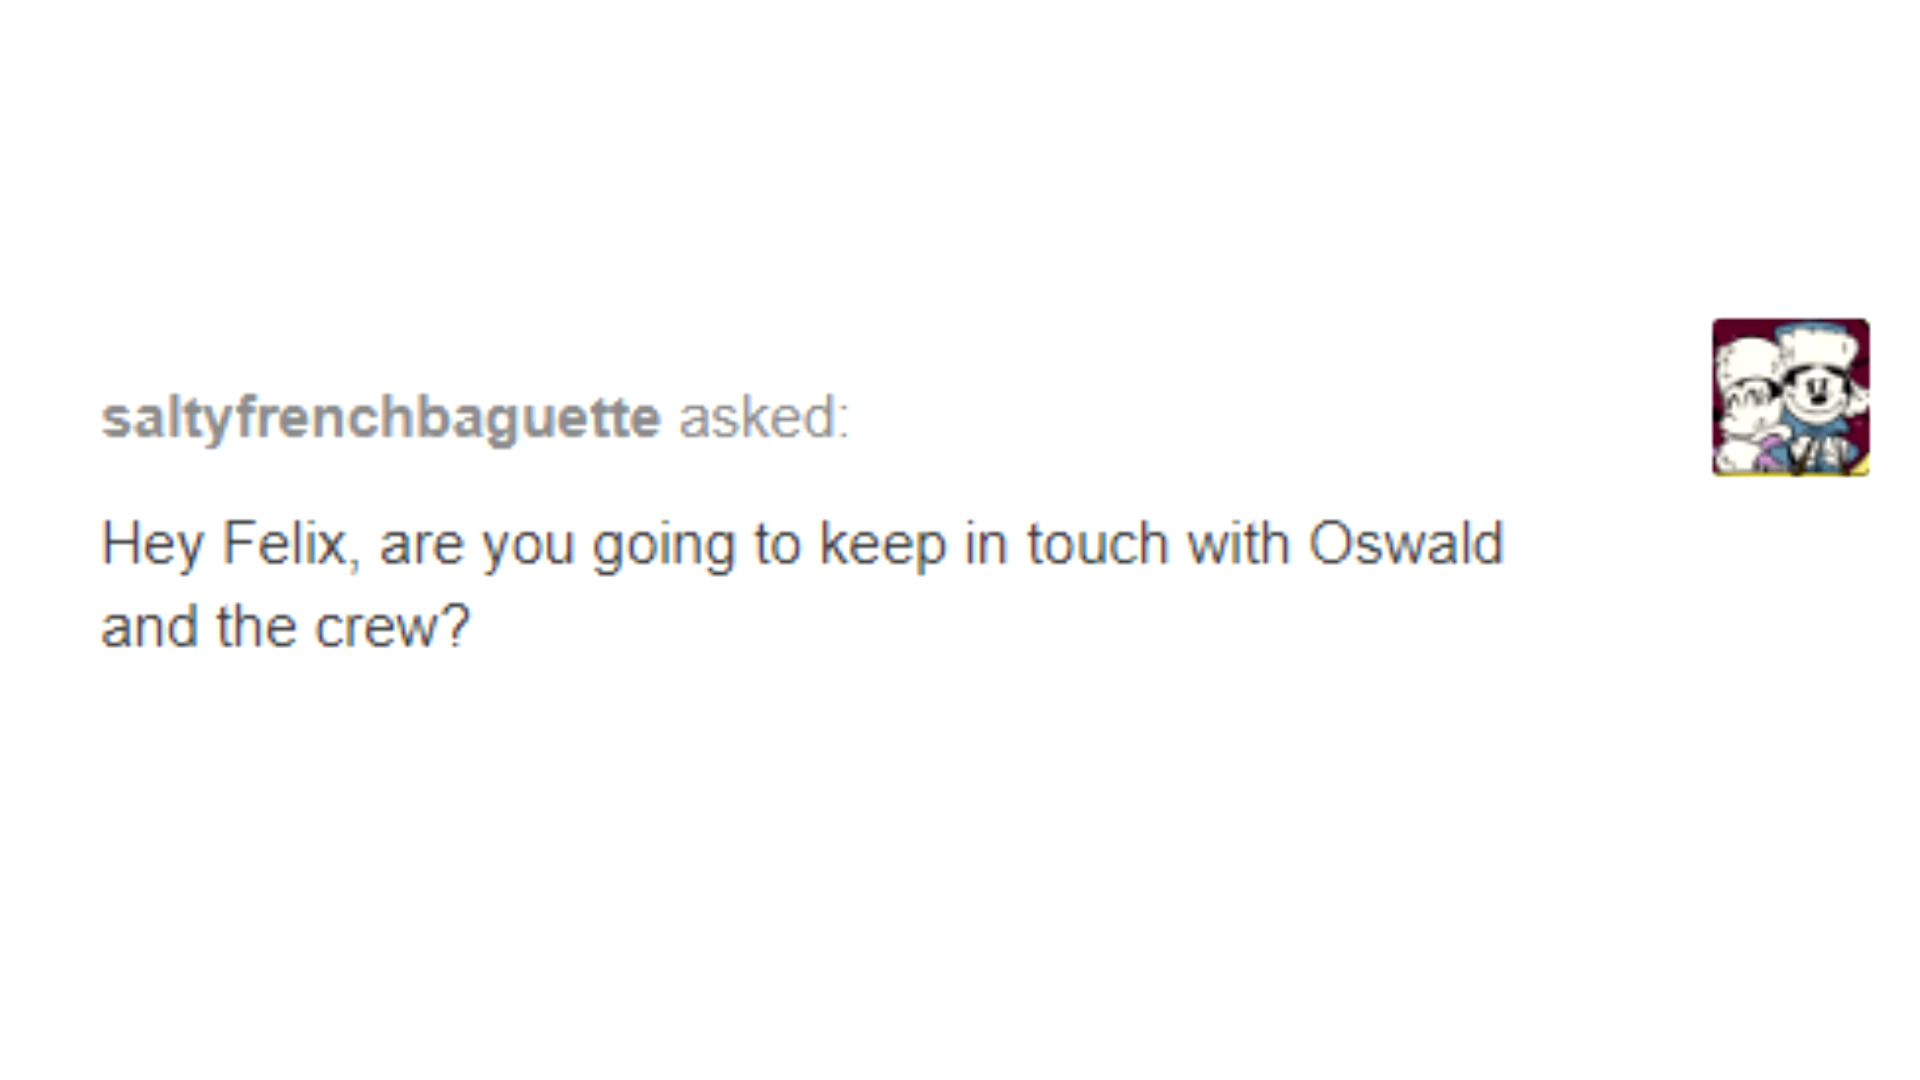 saltyfrenchbaguette asked:
Hey Felix, are you going to keep in touch with Oswald
and the crew?